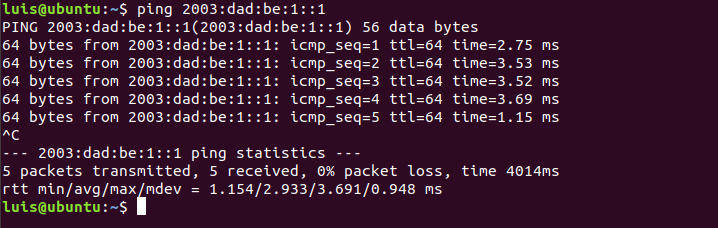 luis@ubuntu:~$ ping 2003:dad:be:1::1
PING 2003:dad:be:1::1(2003:dad:be:1::1) 56 data bytes
64 bytes from 2003:dad:be:1::1: icmp_seq=1 ttl=64 time=2.75 ms
64 bytes from 2003:dad:be:1::1: icmp_seq=2 ttl=64 time=3.53 ms
64 bytes from 2003:dad:be:1::1: icmp_seq=3 ttl=64 time=3.52 ms
64 bytes from 2003:dad:be:1::1: icmp_seq=4 ttl=64 time=3.69 ms
64 bytes from 2003:dad:be:1::1: icmp_seq=5 ttl=64 time=1.15 ms
^C
--- 2003:dad:be:1::1 ping statistics ---
5 packets transmitted, 5 received, 0% packet loss, time 4014ms
rtt min/avg/max/mdev = 1.154/2.933/3.691/0.948 ms
luis@ubuntu:~$